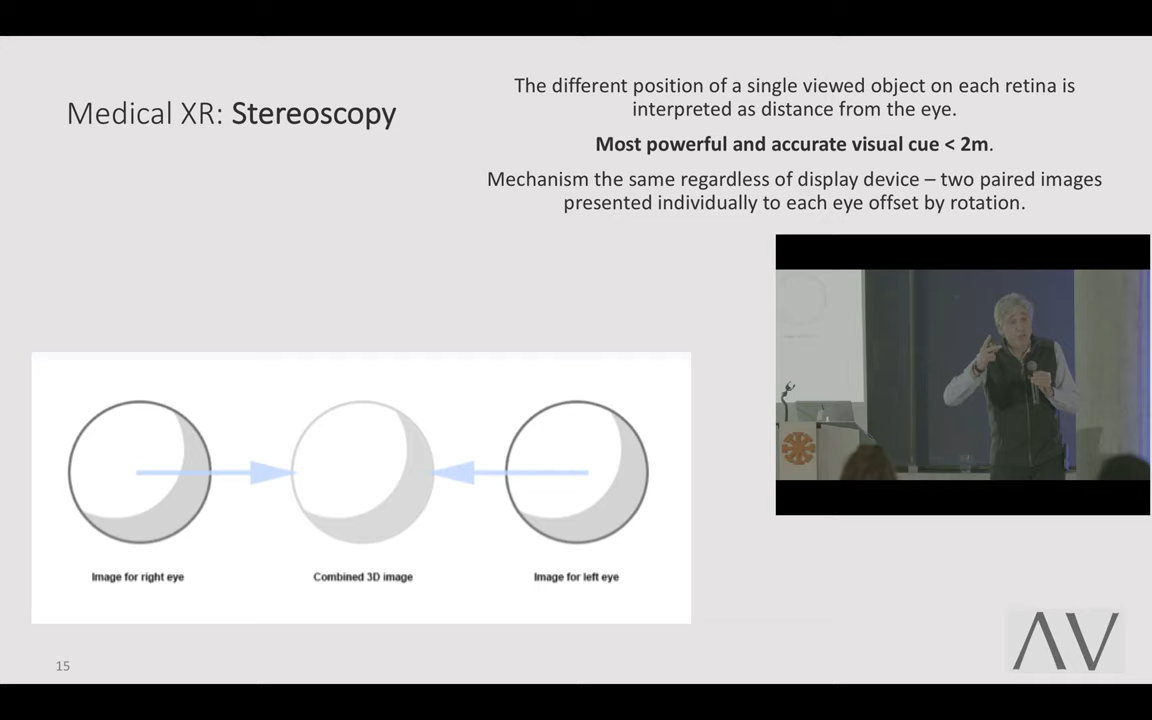 Medical XR: Stereoscopy
The different position of a single viewed object on each retina is
interpreted as distance from the eye.
Most powerful and accurate visual cue < 2m.
Mechanism the same regardless of display device – two paired images
presented individually to each eye offset by rotation.
Image for right eye
Combined 3D image
Image for left eye
15